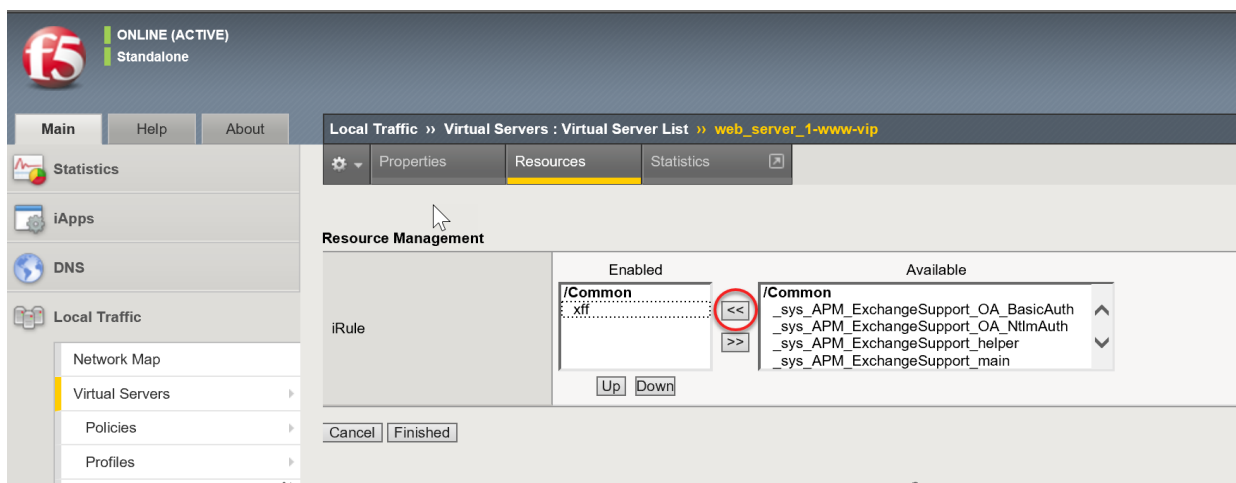 f5
ONLINE (ACTIVE)
Standalone
Main Help About
Local Traffic ›› Virtual Servers : Virtual Server List ›› web_server_1-www-vip
Properties Resources Statistics
Statistics
iApps
DNS
Local Traffic
Network Map
Virtual Servers
Policies
Profiles
Resource Management
iRule
Enabled
/Common
xff
<<
>>
Up Down
Available
/Common
_sys_APM_ExchangeSupport_OA_BasicAuth
_sys_APM_ExchangeSupport_OA_NtlmAuth
_sys_APM_ExchangeSupport_helper
_sys_APM_ExchangeSupport_main
Cancel Finished